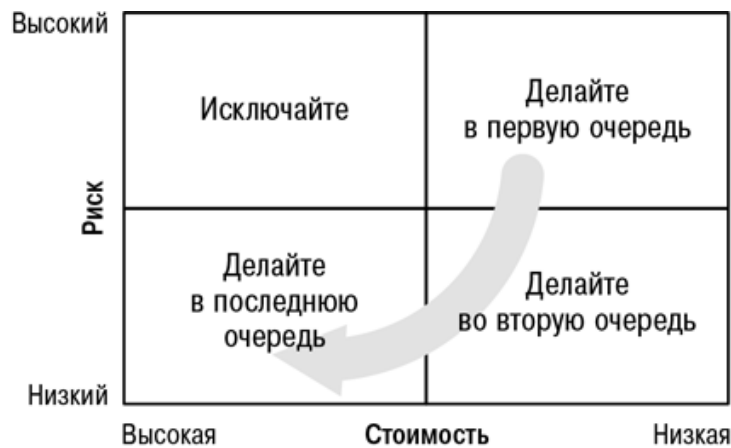 Высокий
Исключайте
Делайте
в первую очередь
Риск
Делайте
в последнюю
очередь
Делайте
во вторую очередь
Низкий
Высокая
Стоимость
Низкая